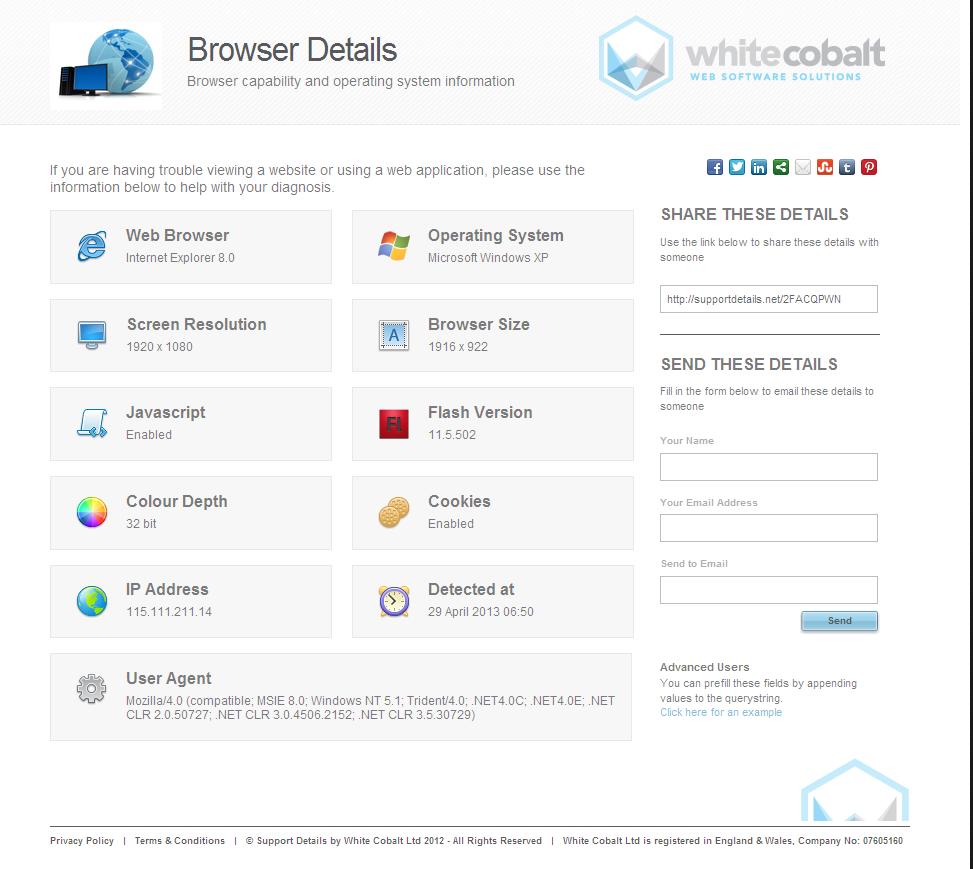 Browser Details
Browser capability and operating system information
whitecobalt
WEB SOFTWARE SOLUTIONS
If you are having trouble viewing a website or using a web application, please use the
information below to help with your diagnosis.
Web Browser
Internet Explorer 8.0
Operating System
Microsoft Windows XP
Screen Resolution
1920 x 1080
Browser Size
1916 x 922
A
Javascript
Enabled
Flash Version
11.5.502
Colour Depth
32 bit
Cookies
Enabled
IP Address
115.111.211.14
Detected at
29 April 2013 06:50
User Agent
Mozilla/4.0 (compatible; MSIE 8.0; Windows NT 5.1; Trident/4.0; .NET4.0C; .NET4.0E; .NET
CLR 2.0.50727; .NET CLR 3.0.4506.2152; .NET CLR 3.5.30729)
SHARE THESE DETAILS
Use the link below to share these details with
someone
http://supportdetails.net/2FACQPWN
SEND THESE DETAILS
Fill in the form below to email these details to
someone
Your Name
Your Email Address
Send to Email
Send
Advanced Users
You can prefill these fields by appending
values to the querystring.
Click here for an example
Privacy Policy | Terms & Conditions | © Support Details by White Cobalt Ltd 2012 - All Rights Reserved | White Cobalt Ltd is registered in England & Wales, Company No: 07605160